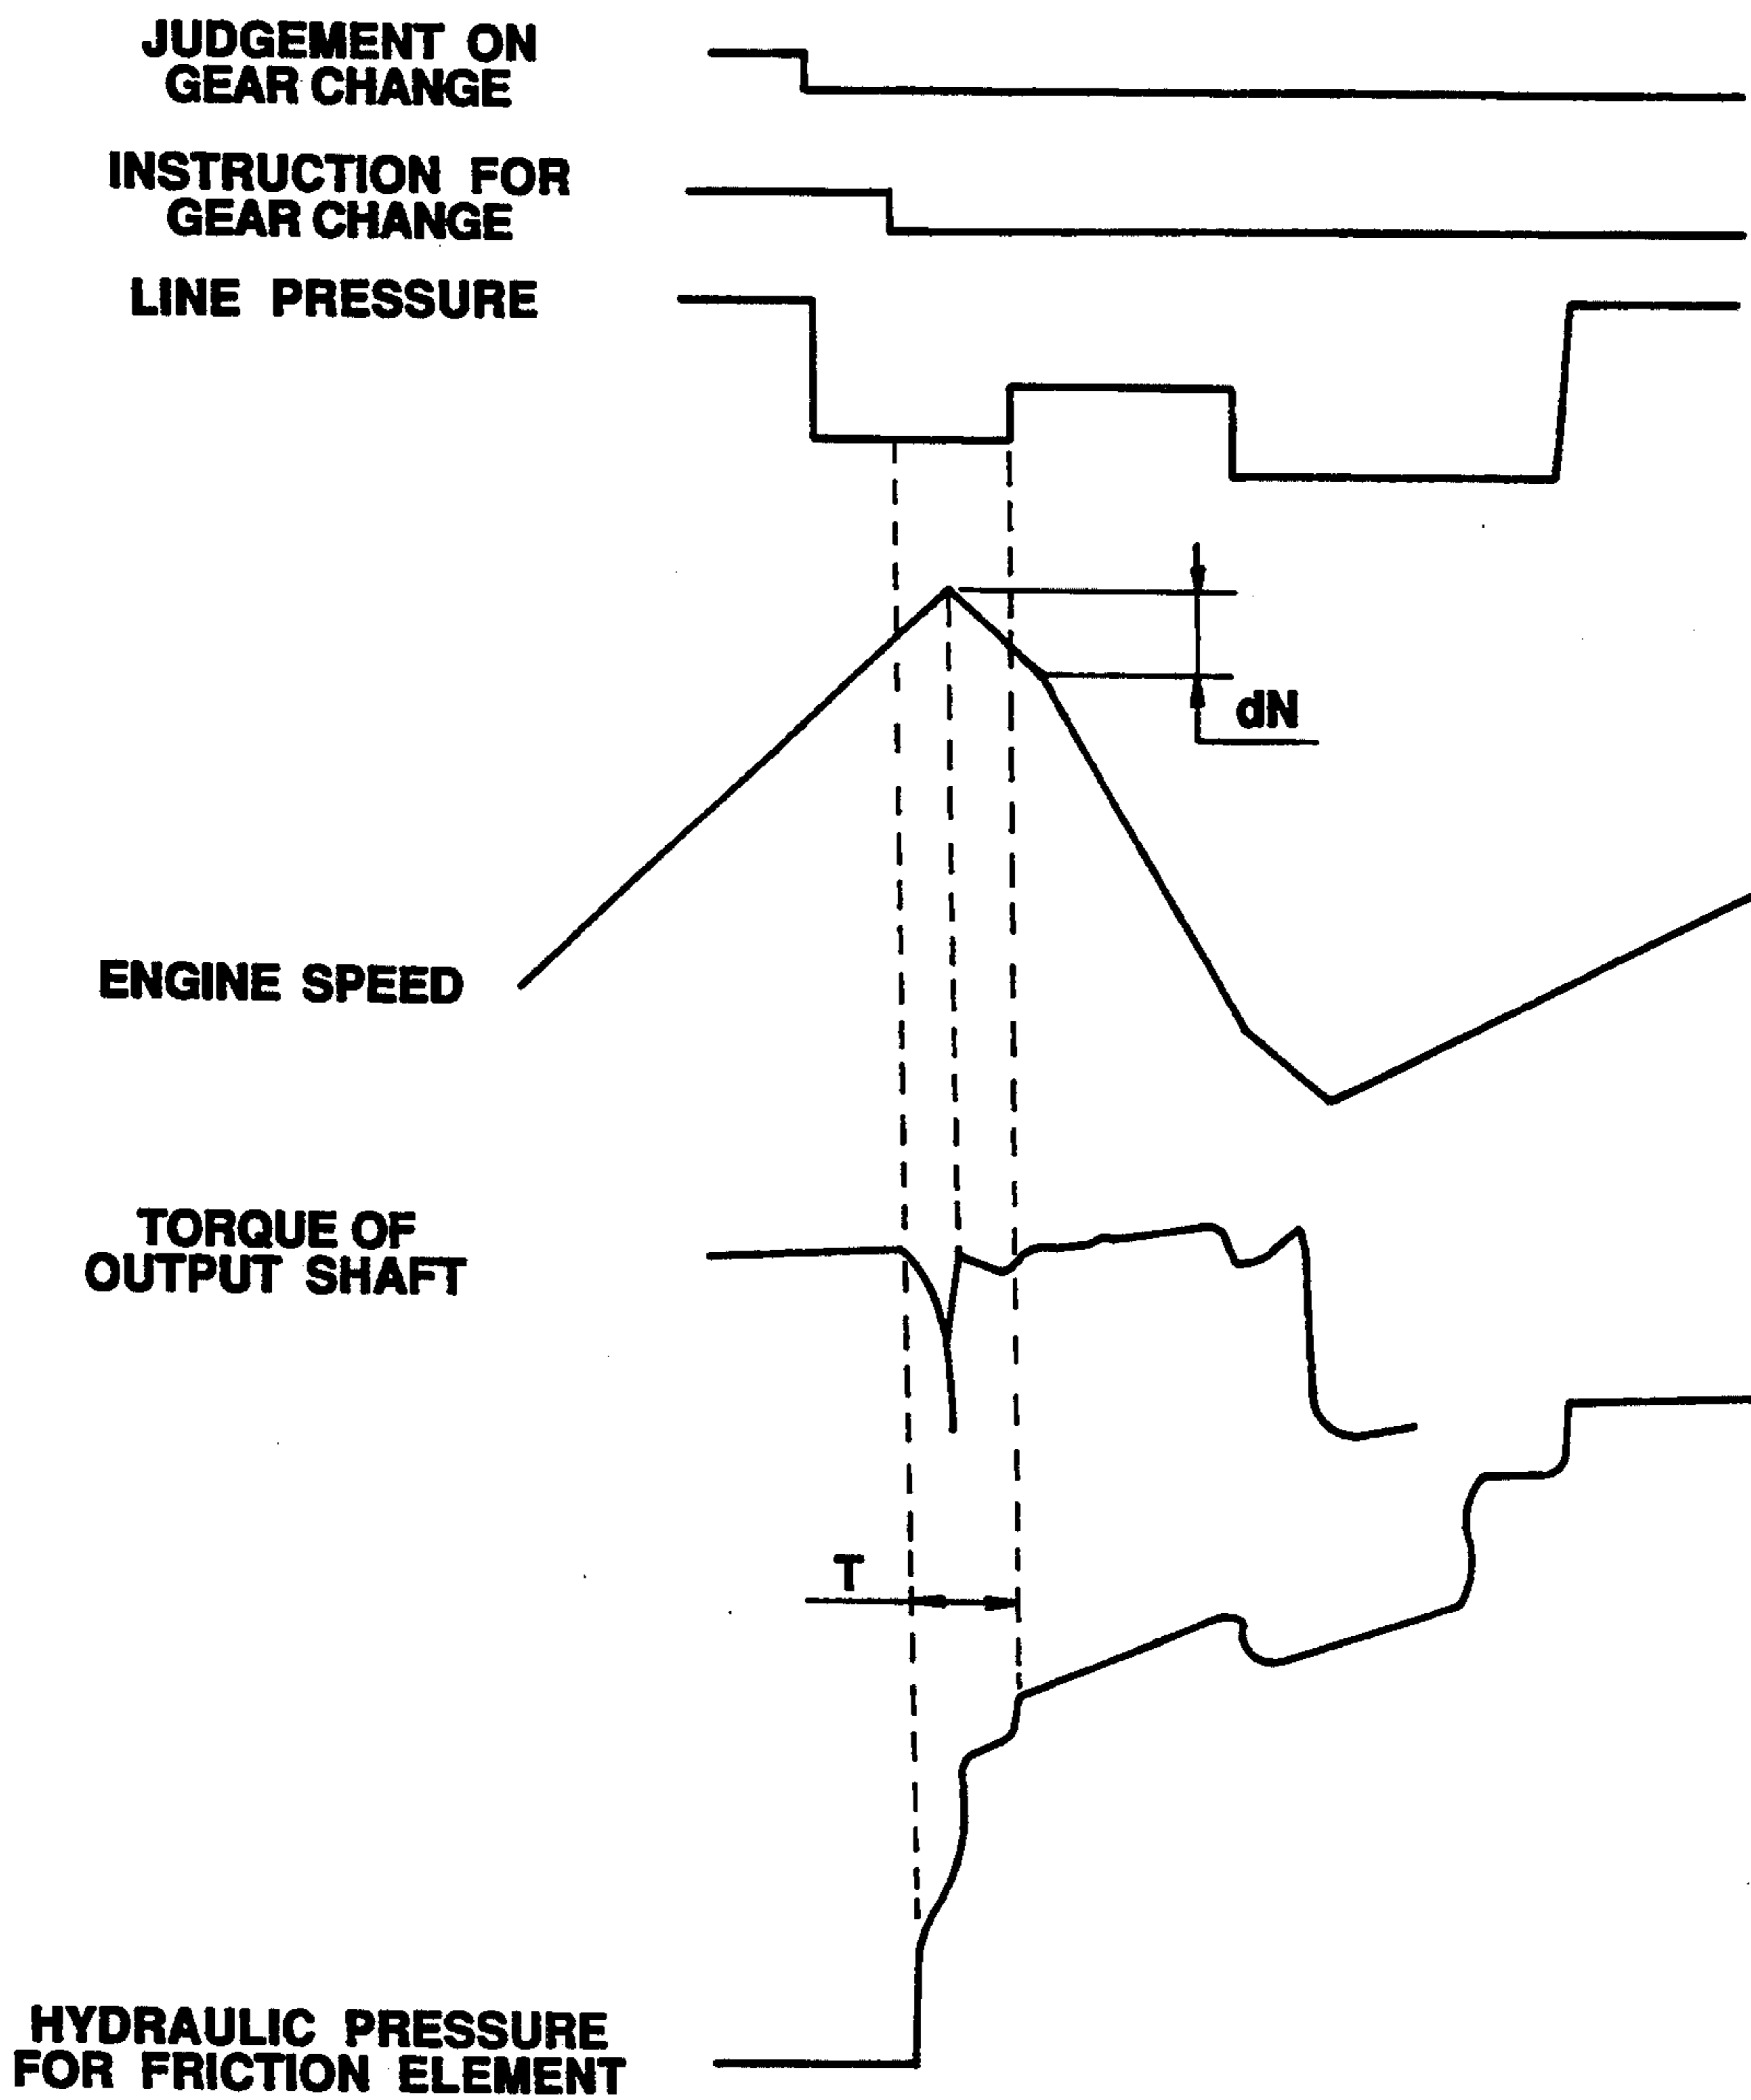 JUDGEMENT ON
GEAR CHANGE
INSTRUCTION FOR
GEAR CHANGE
LINE PRESSURE
dN
ENGINE SPEED
TORQUE OF
OUTPUT SHAFT
T
HYDRAULIC PRESSURE
FOR FRICTION ELEMENT